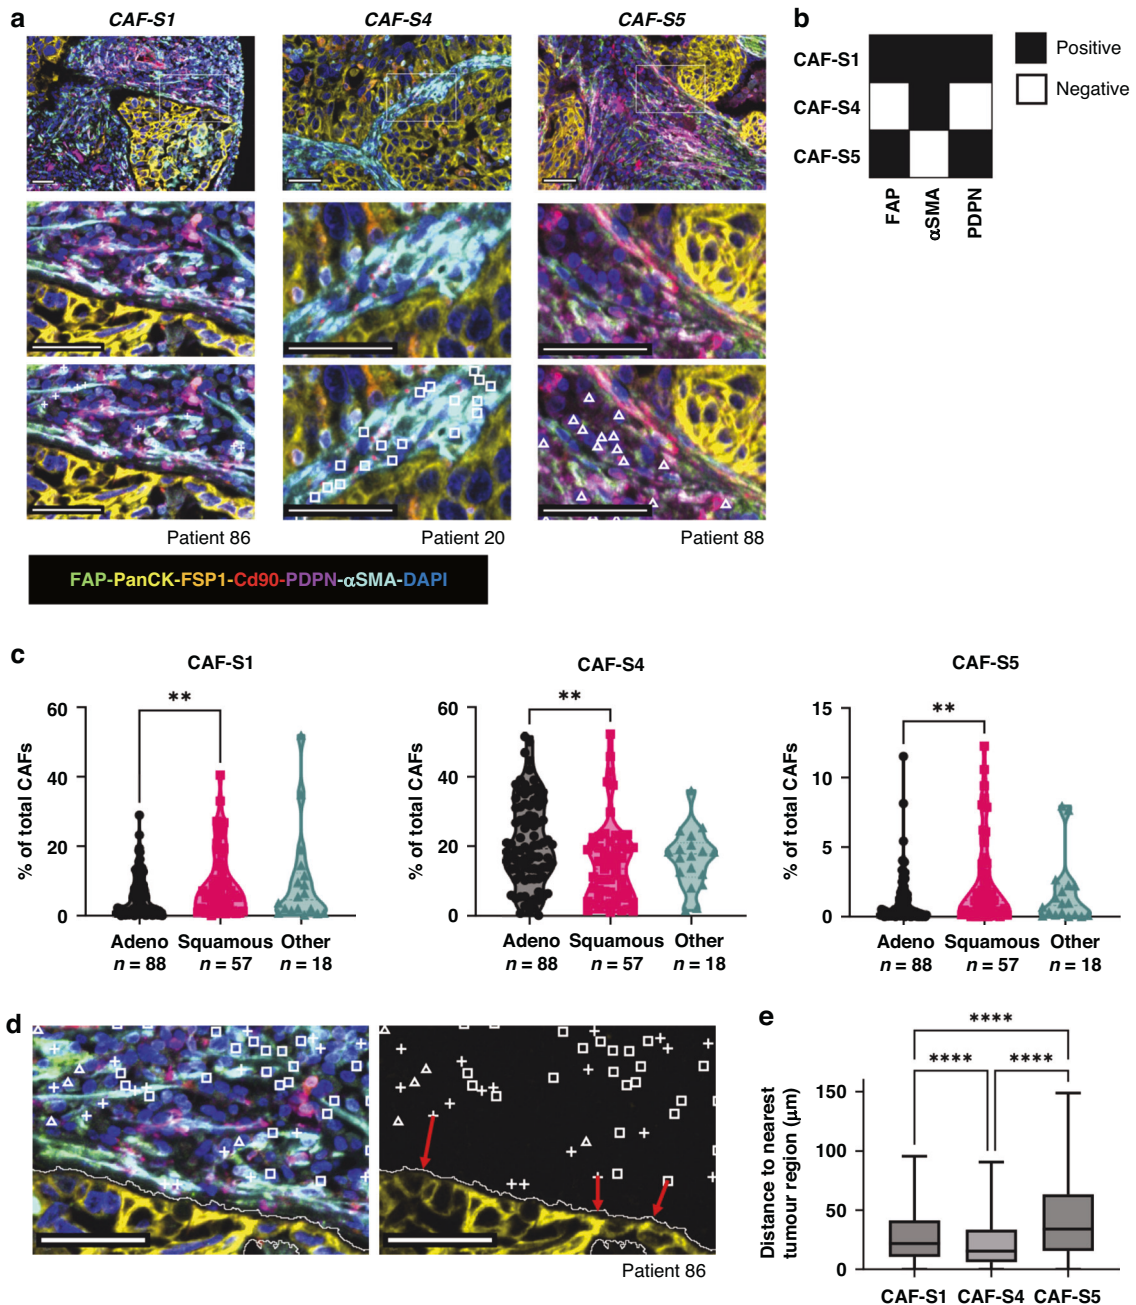 a
CAF-S1 CAF-S4 CAF-S5
Patient 86 Patient 20 Patient 88
FAP-PanCK-FSP1-Cd90-PDPN-αSMA-DAPI
b
CAF-S1
CAF-S4
CAF-S5
FAP αSMA PDPN
Positive
Negative
c
CAF-S1
% of total CAFs
60
40
20
0
**
Adeno Squamous Other
n = 88 n = 57 n = 18
CAF-S4
% of total CAFs
60
40
20
0
**
Adeno Squamous Other
n = 88 n = 57 n = 18
CAF-S5
% of total CAFs
15
10
5
0
**
Adeno Squamous Other
n = 88 n = 57 n = 18
d
Patient 86
e
****
**** ****
Distance to nearest
tumour region (μm)
150
100
50
0
CAF-S1 CAF-S4 CAF-S5